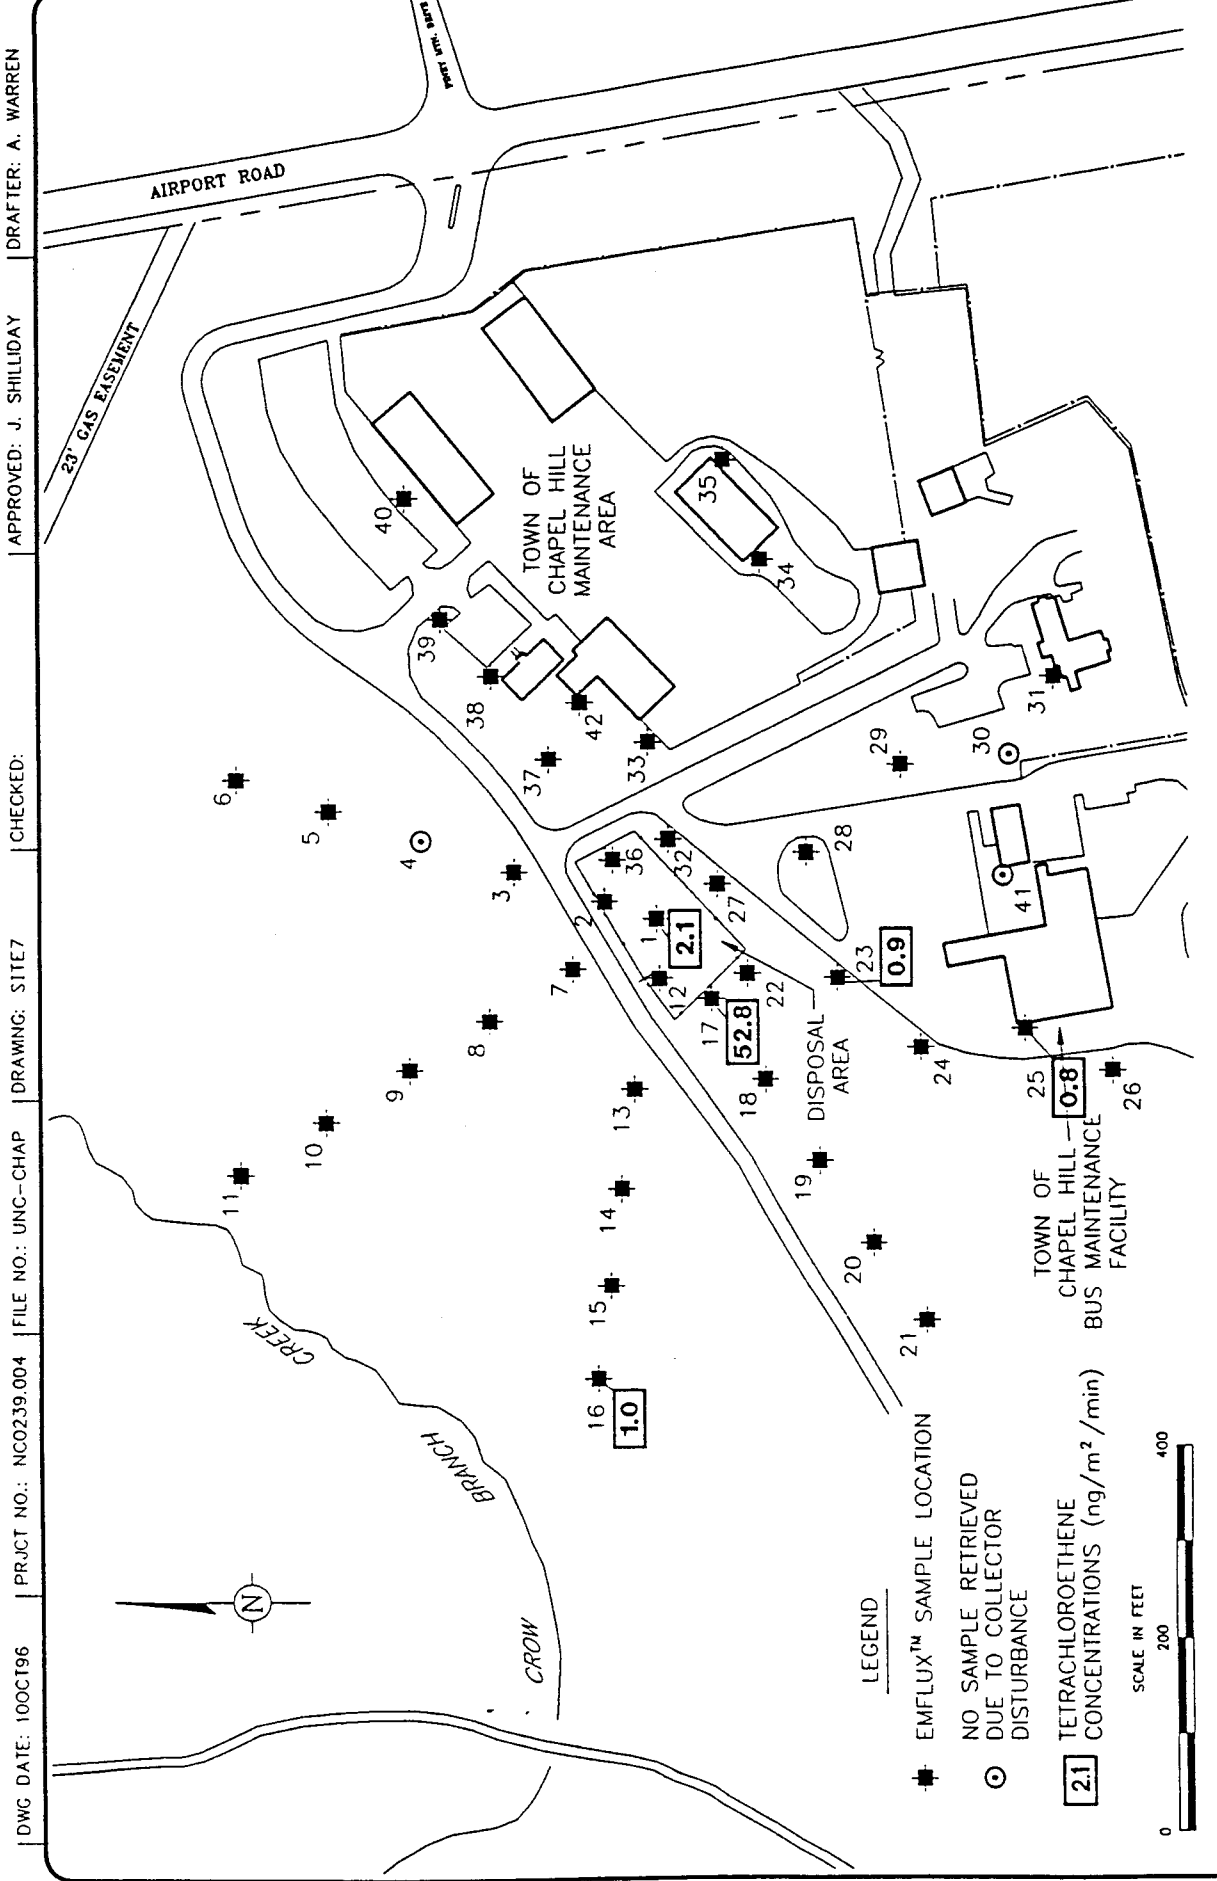 DWG DATE: 10OCT96
PRJCT NO.: NC0239.004
FILE NO.: UNC-CHAP
DRAWING: SITE7
CHECKED:
APPROVED: J. SHILLIDAY
DRAFTER: A. WARREN
AIRPORT ROAD
23' GAS EASEMENT
N
CREEK
BRANCH
CROW
6
5
4
3
2
1
2.1
7
8
9
10
11
12
13
14
15
16
1.0
17
52.8
18
19
20
21
22
23
0.9
24
25
0.8
26
27
28
29
30
31
32
33
34
35
36
37
38
39
40
41
42
TOWN OF
CHAPEL HILL
MAINTENANCE
AREA
DISPOSAL
AREA
TOWN OF
CHAPEL HILL
BUS MAINTENANCE
FACILITY
LEGEND
EMFLUX™ SAMPLE LOCATION
NO SAMPLE RETRIEVED
DUE TO COLLECTOR
DISTURBANCE
2.1
TETRACHLOROETHENE
CONCENTRATIONS (ng/m²/min)
0 200 400
SCALE IN FEET